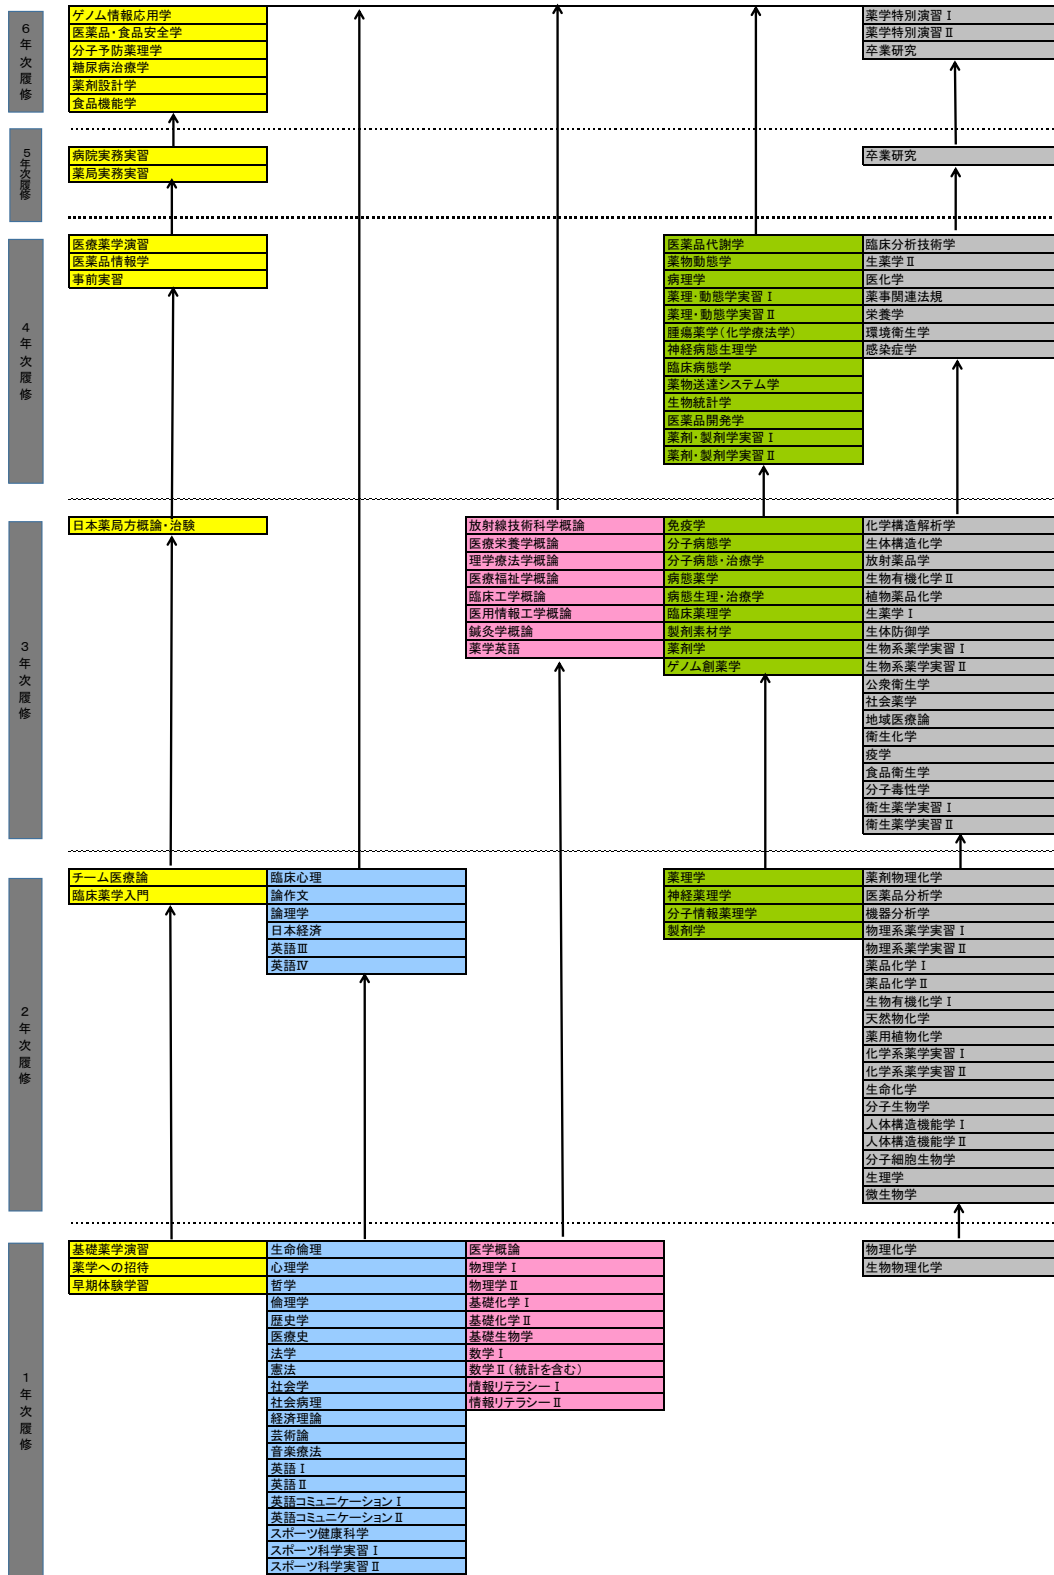 6年次履修
ゲノム情報応用学
医薬品・食品安全学
分子予防薬理学
糖尿病治療学
薬剤設計学
食品機能学
薬学特別演習Ⅰ
薬学特別演習Ⅱ
卒業研究
5年次履修
病院実務実習
薬局実務実習
卒業研究
4年次履修
医療薬学演習
医薬品情報学
事前実習
医薬品代謝学
薬物動態学
病理学
薬理・動態学実習Ⅰ
薬理・動態学実習Ⅱ
腫瘍薬学(化学療法学)
神経病態生理学
臨床病態学
薬物送達システム学
生物統計学
医薬品開発学
薬剤・製剤学実習Ⅰ
薬剤・製剤学実習Ⅱ
臨床分析技術学
生薬学Ⅱ
医化学
薬事関連法規
栄養学
環境衛生学
感染症学
3年次履修
日本薬局方概論・治験
放射線技術科学概論
医療栄養学概論
理学療法学概論
医療福祉学概論
臨床工学概論
医用情報工学概論
鍼灸学概論
薬学英語
免疫学
分子病態学
分子病態・治療学
病態薬学
病態生理・治療学
臨床薬理学
製剤素材学
薬剤学
ゲノム創薬学
化学構造解析学
生体構造化学
放射薬品学
生物有機化学Ⅱ
植物薬品化学
生薬学Ⅰ
生体防御学
生物系薬学実習Ⅰ
生物系薬学実習Ⅱ
公衆衛生学
社会薬学
地域医療論
衛生化学
疫学
食品衛生学
分子毒性学
衛生薬学実習Ⅰ
衛生薬学実習Ⅱ
2年次履修
チーム医療論
臨床薬学入門
臨床心理
論作文
論理学
日本経済
英語Ⅲ
英語Ⅳ
薬理学
神経薬理学
分子情報薬理学
製剤学
薬剤物理化学
医薬品分析学
機器分析学
物理系薬学実習Ⅰ
物理系薬学実習Ⅱ
薬品化学Ⅰ
薬品化学Ⅱ
生物有機化学Ⅰ
天然物化学
薬用植物化学
化学系薬学実習Ⅰ
化学系薬学実習Ⅱ
生命化学
分子生物学
人体構造機能学Ⅰ
人体構造機能学Ⅱ
分子細胞生物学
生理学
微生物学
1年次履修
基礎薬学演習
薬学への招待
早期体験学習
生命倫理
心理学
哲学
倫理学
歴史学
医療史
法学
憲法
社会学
社会病理
経済理論
芸術論
音楽療法
英語Ⅰ
英語Ⅱ
英語コミュニケーションⅠ
英語コミュニケーションⅡ
スポーツ健康科学
スポーツ科学実習Ⅰ
スポーツ科学実習Ⅱ
医学概論
物理学Ⅰ
物理学Ⅱ
基礎化学Ⅰ
基礎化学Ⅱ
基礎生物学
数学Ⅰ
数学Ⅱ(統計を含む)
情報リテラシーⅠ
情報リテラシーⅡ
物理化学
生物物理化学